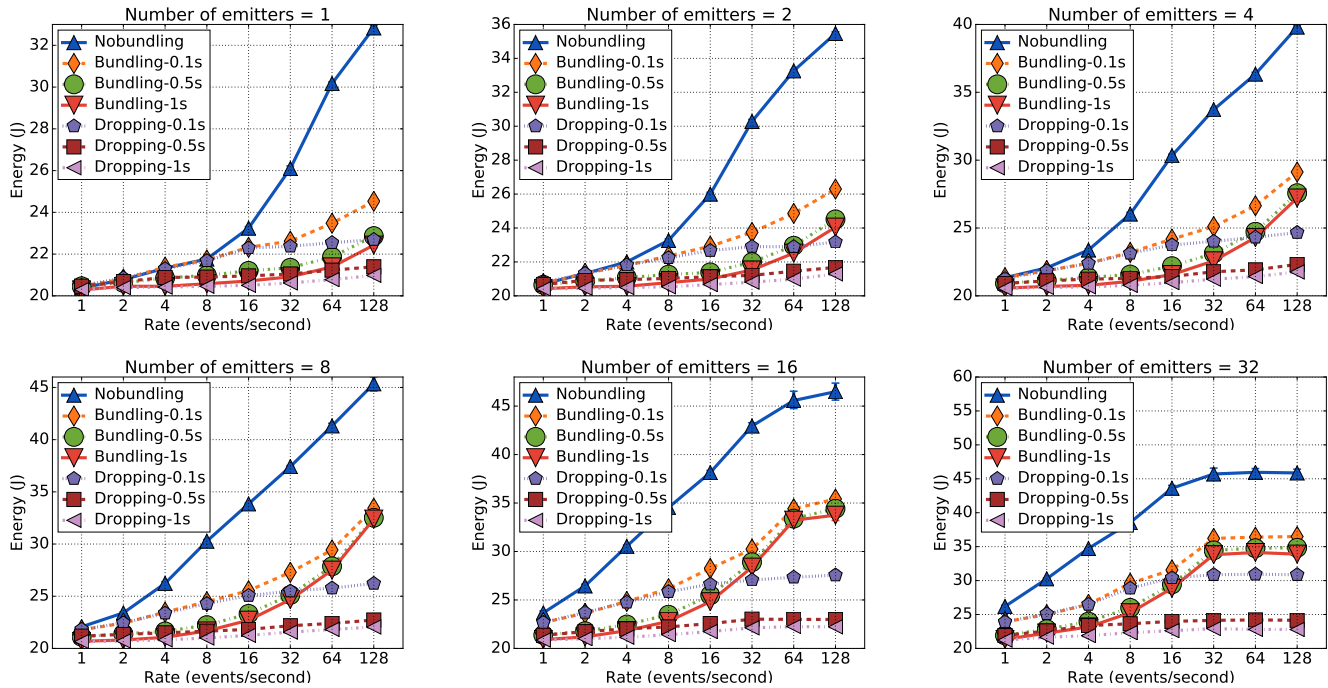 Number of emitters = 1
Energy (J)
32
30
28
26
24
22
20
Nobundling
Bundling-0.1s
Bundling-0.5s
Bundling-1s
Dropping-0.1s
Dropping-0.5s
Dropping-1s
1 2 4 8 16 32 64 128
Rate (events/second)
Number of emitters = 2
Energy (J)
36
34
32
30
28
26
24
22
20
Nobundling
Bundling-0.1s
Bundling-0.5s
Bundling-1s
Dropping-0.1s
Dropping-0.5s
Dropping-1s
1 2 4 8 16 32 64 128
Rate (events/second)
Number of emitters = 4
Energy (J)
40
35
30
25
20
Nobundling
Bundling-0.1s
Bundling-0.5s
Bundling-1s
Dropping-0.1s
Dropping-0.5s
Dropping-1s
1 2 4 8 16 32 64 128
Rate (events/second)
Number of emitters = 8
Energy (J)
45
40
35
30
25
20
Nobundling
Bundling-0.1s
Bundling-0.5s
Bundling-1s
Dropping-0.1s
Dropping-0.5s
Dropping-1s
1 2 4 8 16 32 64 128
Rate (events/second)
Number of emitters = 16
Energy (J)
45
40
35
30
25
20
Nobundling
Bundling-0.1s
Bundling-0.5s
Bundling-1s
Dropping-0.1s
Dropping-0.5s
Dropping-1s
1 2 4 8 16 32 64 128
Rate (events/second)
Number of emitters = 32
Energy (J)
60
55
50
45
40
35
30
25
20
Nobundling
Bundling-0.1s
Bundling-0.5s
Bundling-1s
Dropping-0.1s
Dropping-0.5s
Dropping-1s
1 2 4 8 16 32 64 128
Rate (events/second)